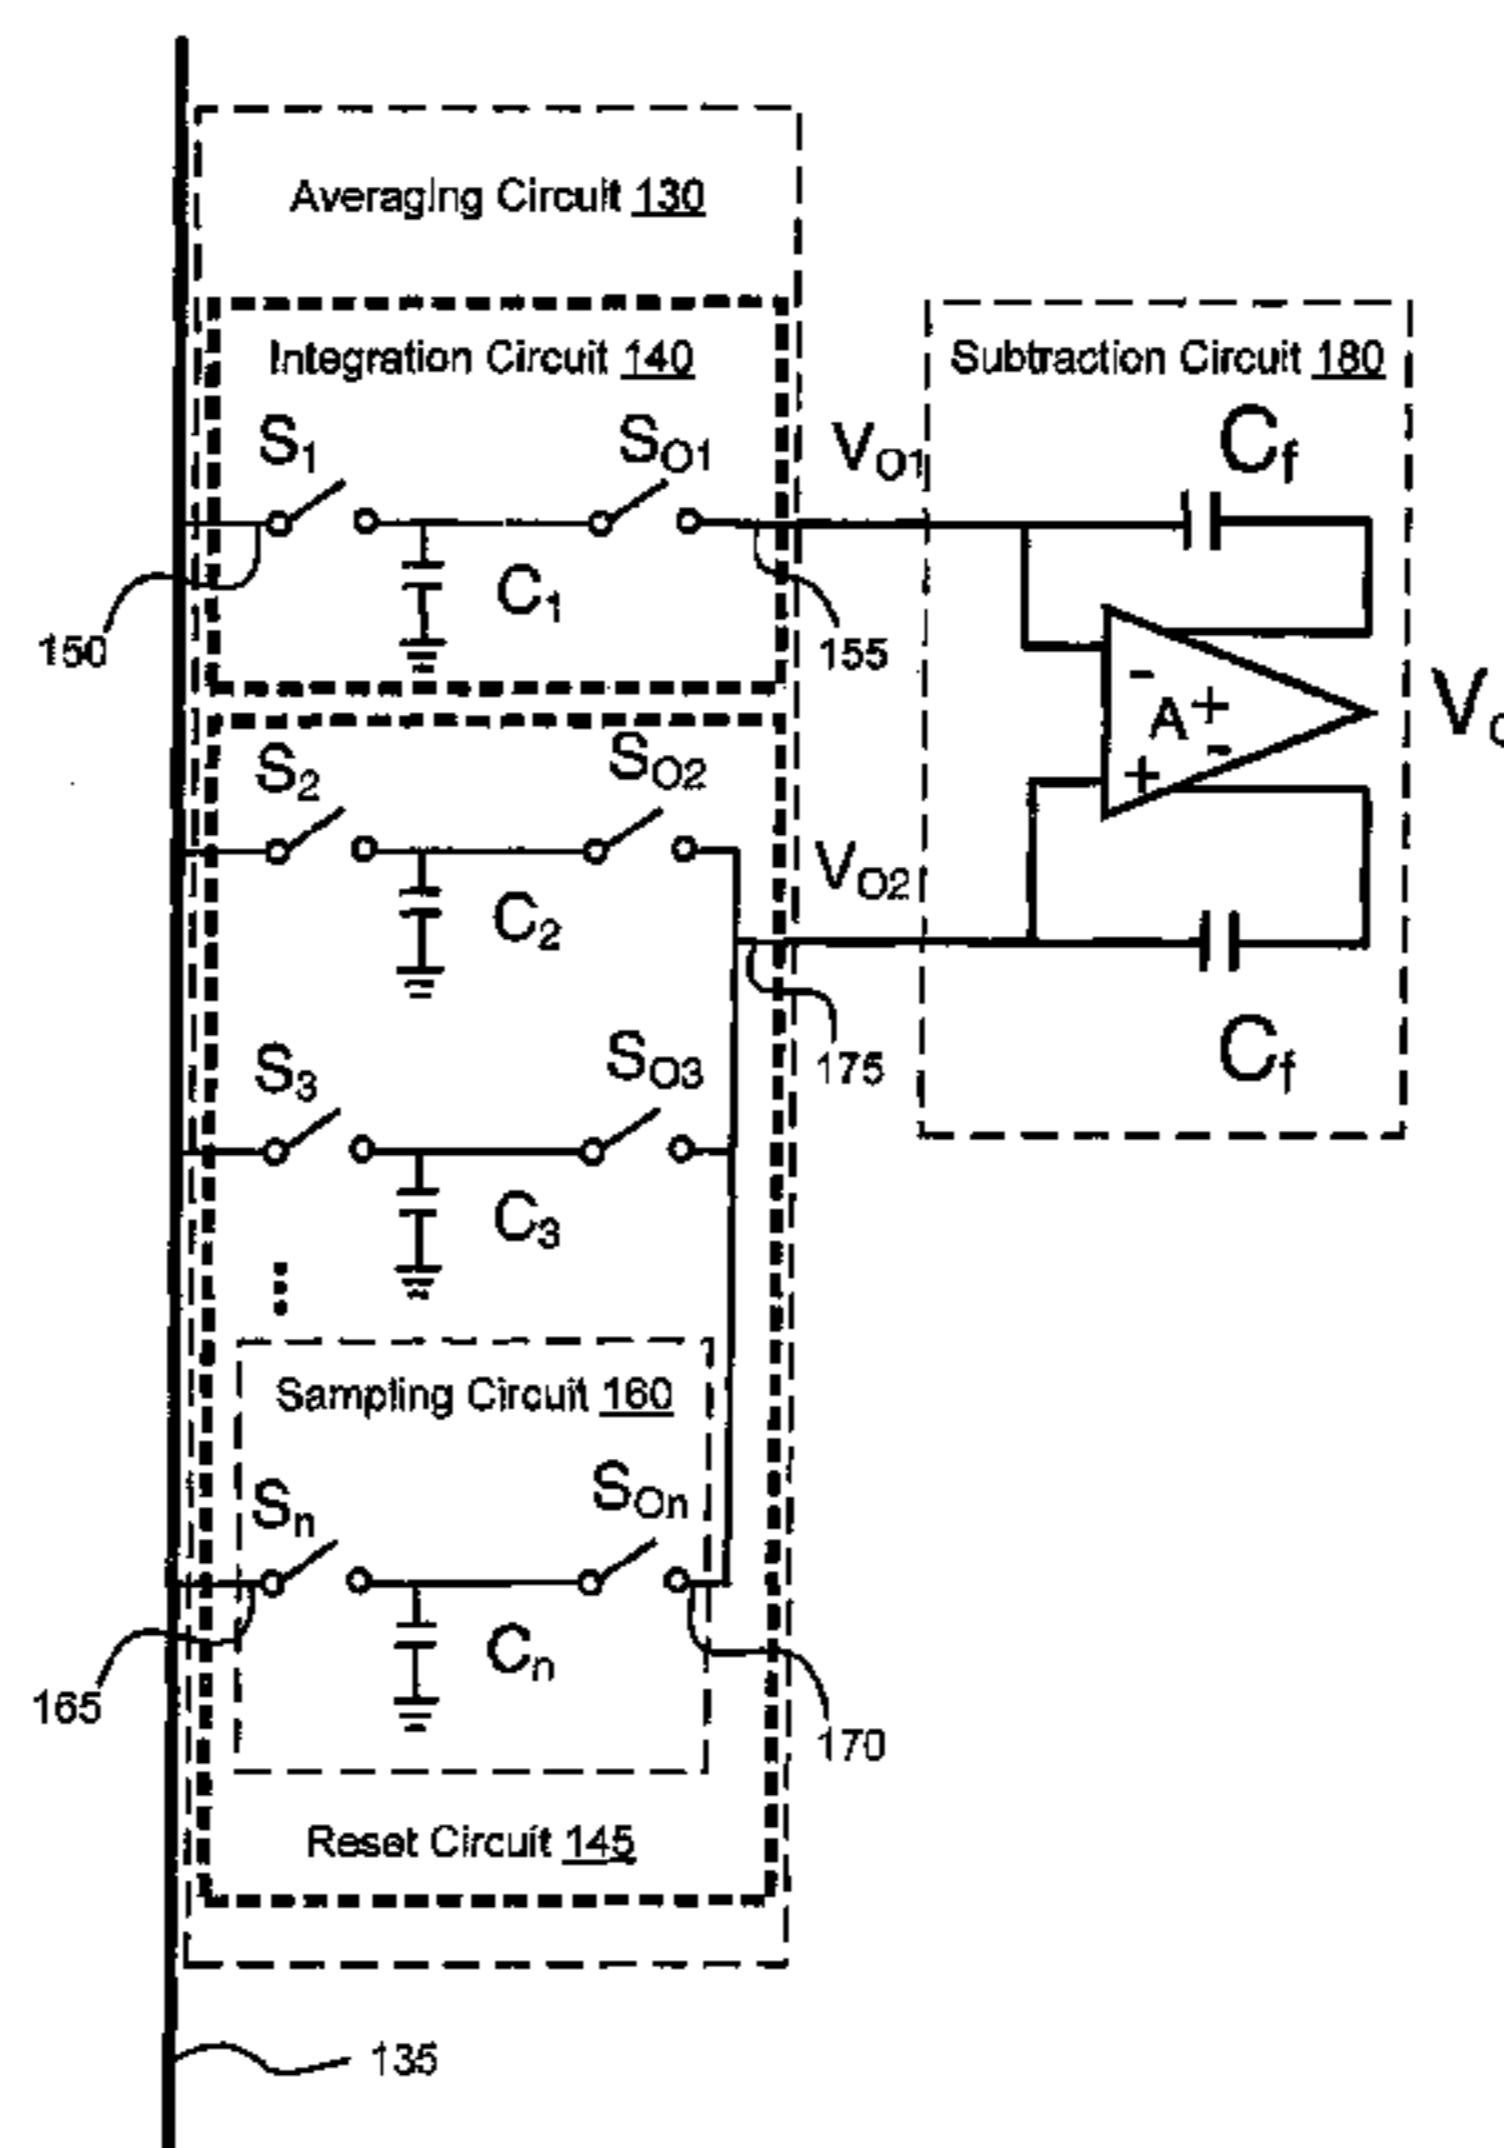 Averaging Circuit 130
Integration Circuit 140
Subtraction Circuit 180
S1
SO1
VO1
Cf
C1
150
155
- A + - +
VO
S2
SO2
VO2
C2
175
Cf
S3
SO3
C3
Sampling Circuit 160
Sn
SOn
Cn
165
170
Reset Circuit 145
135